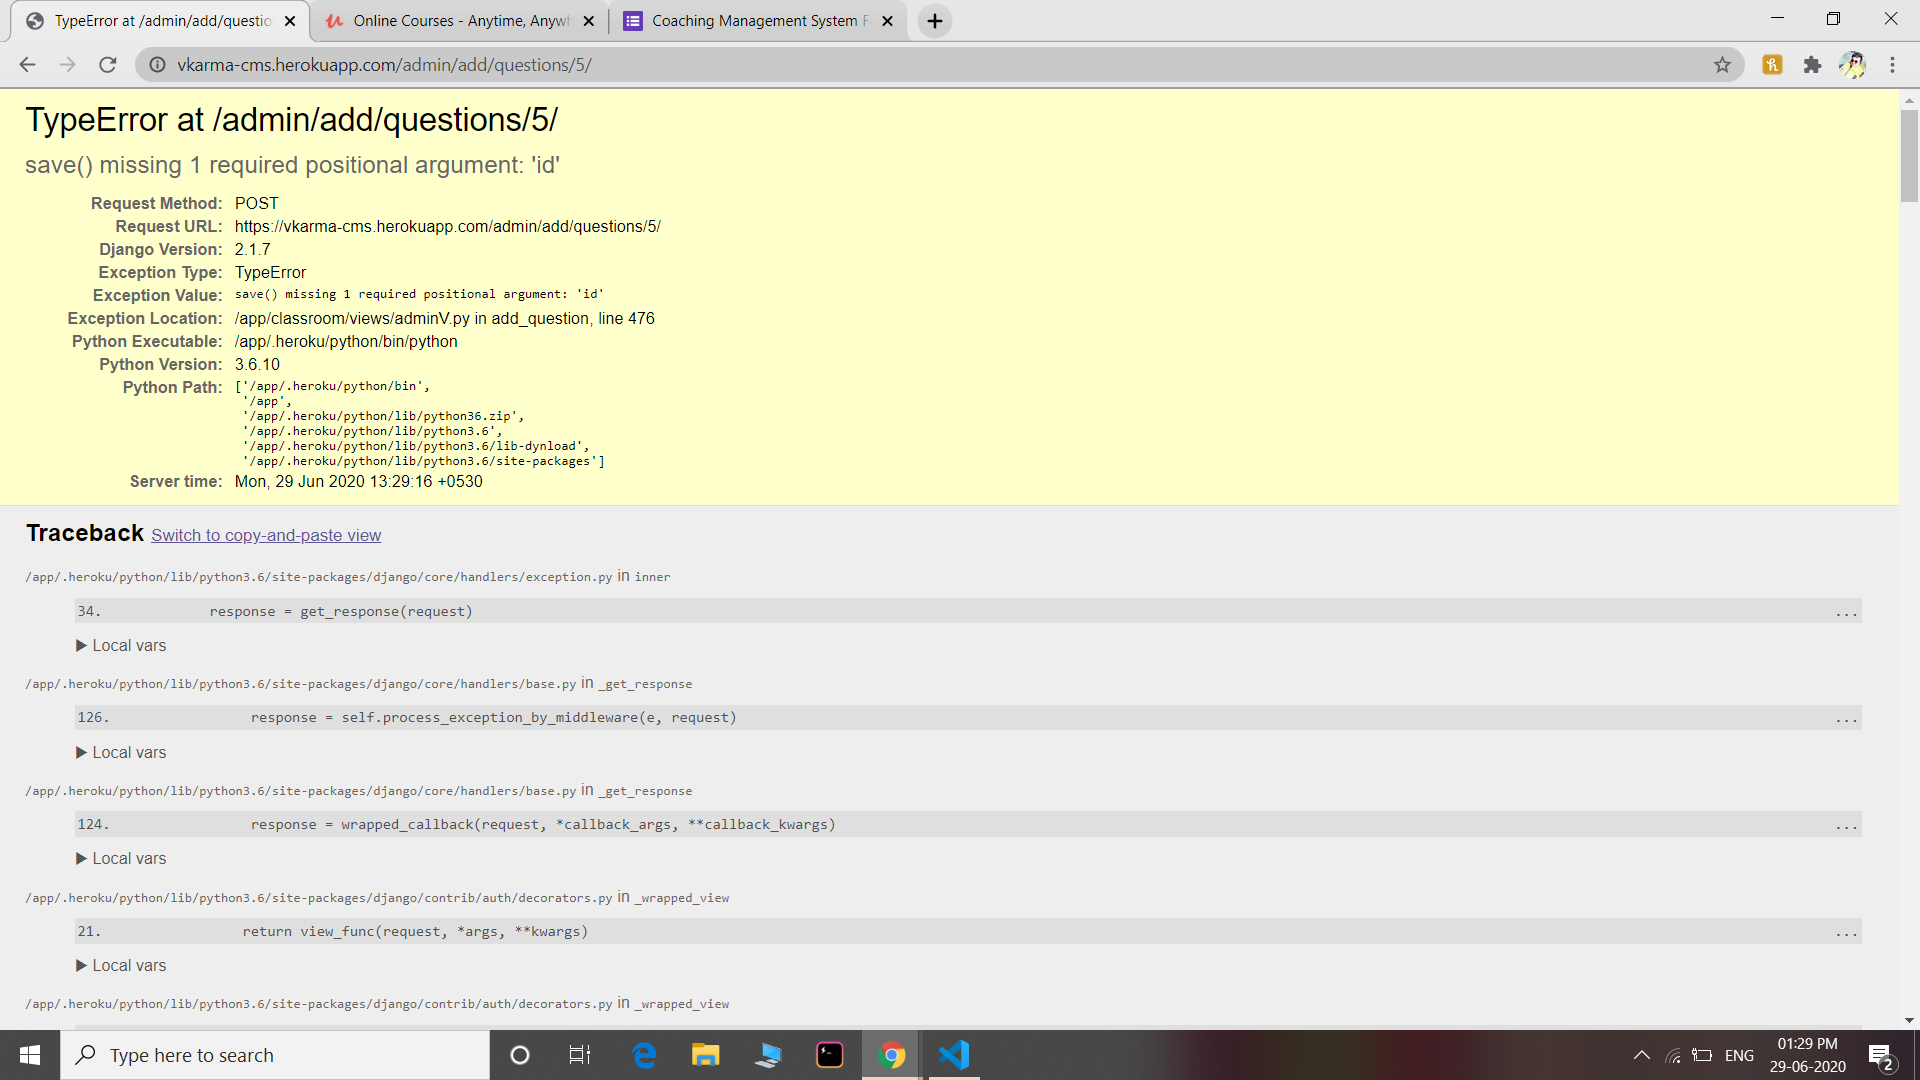 TypeError at /admin/add/questio
Online Courses - Anytime, Anywh
Coaching Management System F
vkarma-cms.herokuapp.com/admin/add/questions/5/
TypeError at /admin/add/questions/5/
save() missing 1 required positional argument: 'id'
Request Method: POST
Request URL: https://vkarma-cms.herokuapp.com/admin/add/questions/5/
Django Version: 2.1.7
Exception Type: TypeError
Exception Value: save() missing 1 required positional argument: 'id'
Exception Location: /app/classroom/views/adminV.py in add_question, line 476
Python Executable: /app/.heroku/python/bin/python
Python Version: 3.6.10
Python Path: ['/app/.heroku/python/bin',
'/app',
'/app/.heroku/python/lib/python36.zip',
'/app/.heroku/python/lib/python3.6',
'/app/.heroku/python/lib/python3.6/lib-dynload',
'/app/.heroku/python/lib/python3.6/site-packages']
Server time: Mon, 29 Jun 2020 13:29:16 +0530
Traceback Switch to copy-and-paste view
/app/.heroku/python/lib/python3.6/site-packages/django/core/handlers/exception.py in inner
34. response = get_response(request) ...
▶ Local vars
/app/.heroku/python/lib/python3.6/site-packages/django/core/handlers/base.py in _get_response
126. response = self.process_exception_by_middleware(e, request) ...
▶ Local vars
/app/.heroku/python/lib/python3.6/site-packages/django/core/handlers/base.py in _get_response
124. response = wrapped_callback(request, *callback_args, **callback_kwargs) ...
▶ Local vars
/app/.heroku/python/lib/python3.6/site-packages/django/contrib/auth/decorators.py in _wrapped_view
21. return view_func(request, *args, **kwargs) ...
▶ Local vars
/app/.heroku/python/lib/python3.6/site-packages/django/contrib/auth/decorators.py in _wrapped_view
Type here to search
ENG
01:29 PM
29-06-2020
2